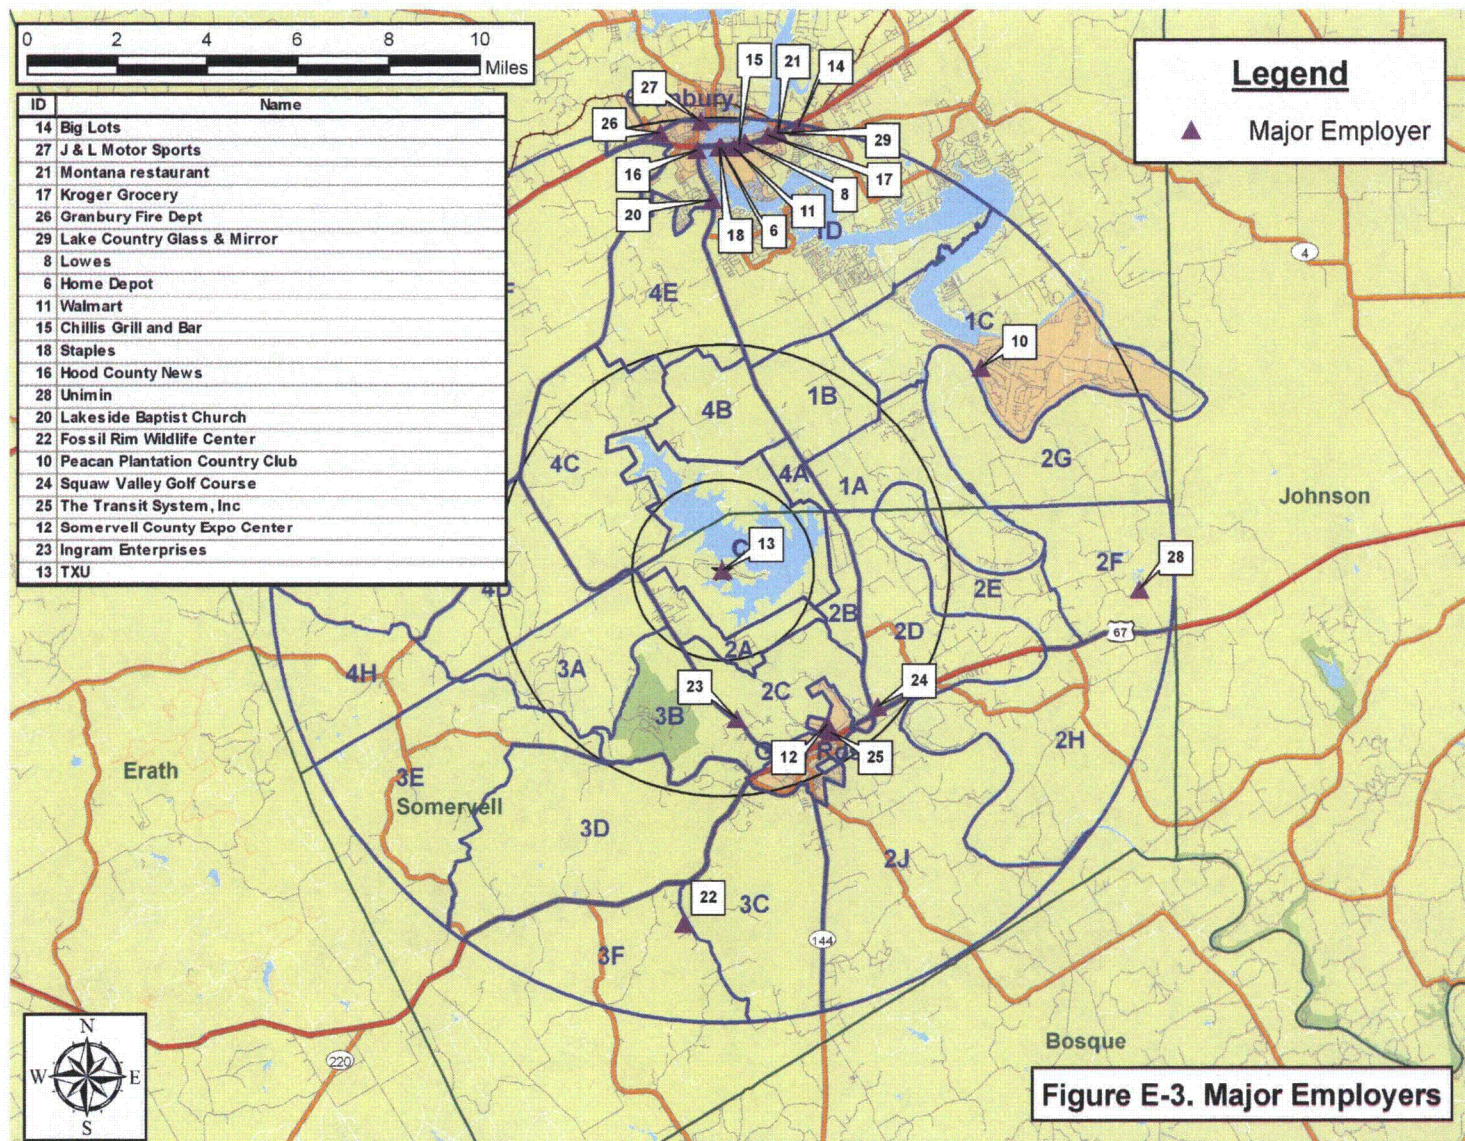 0 2 4 6 8 10
Miles
Legend
Major Employer
ID Name
14 Big Lots
27 J & L Motor Sports
21 Montana restaurant
17 Kroger Grocery
26 Granbury Fire Dept
29 Lake Country Glass & Mirror
8 Lowes
6 Home Depot
11 Walmart
15 Chillis Grill and Bar
18 Staples
16 Hood County News
28 Unimin
20 Lakeside Baptist Church
22 Fossil Rim Wildlife Center
10 Peacan Plantation Country Club
24 Squaw Valley Golf Course
25 The Transit System, Inc
12 Somervell County Expo Center
23 Ingram Enterprises
13 TXU
15 21 14
27
26 29
16 8 17
20 18 6 11
4
4E
1C
10
4B 1B
4C 4A 1A 2G
Johnson
13
2F 28
2E
2B
2D 67
2A
4H 3A
23 2C 24
3B
12 25
2H
Erath
3E
Somervell
3D
2J
22 3C
144
3F
Bosque
220
N
W E
S
Figure E-3. Major Employers